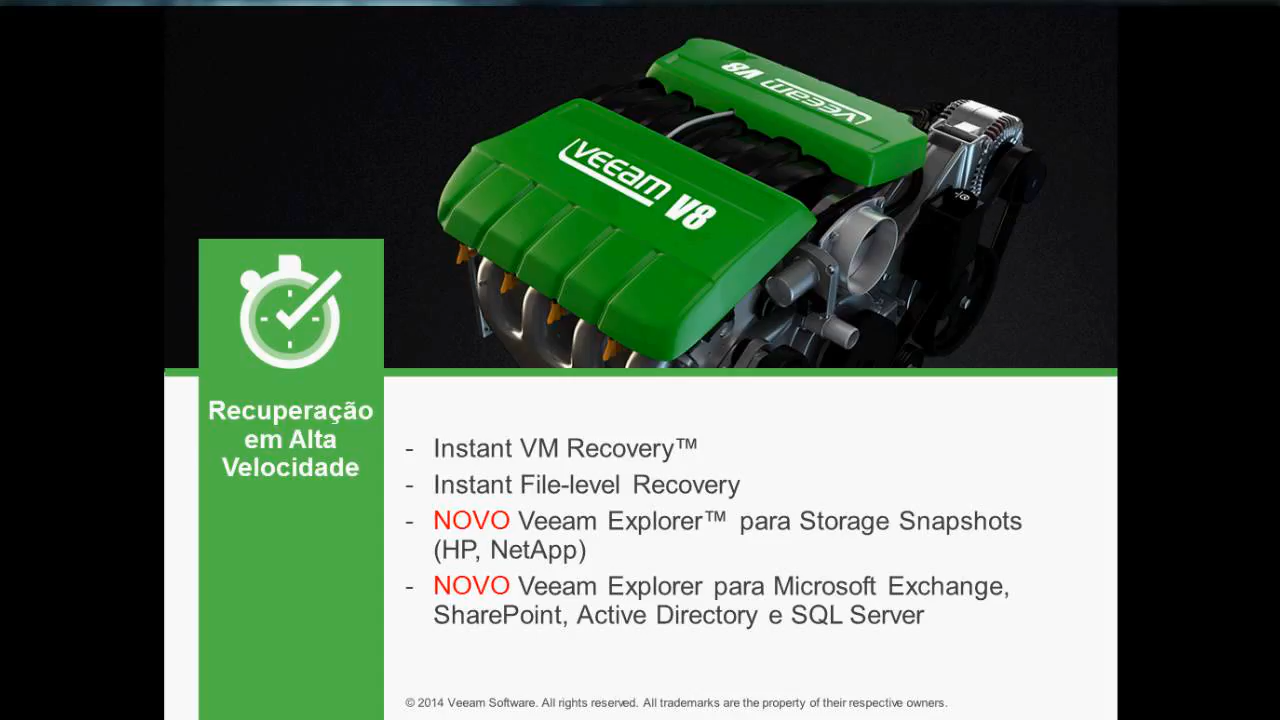 veeam V8
veeam V8
Recuperação
em Alta
Velocidade
- Instant VM Recovery™
- Instant File-level Recovery
- NOVO Veeam Explorer™ para Storage Snapshots
(HP, NetApp)
- NOVO Veeam Explorer para Microsoft Exchange,
SharePoint, Active Directory e SQL Server
© 2014 Veeam Software. All rights reserved. All trademarks are the property of their respective owners.